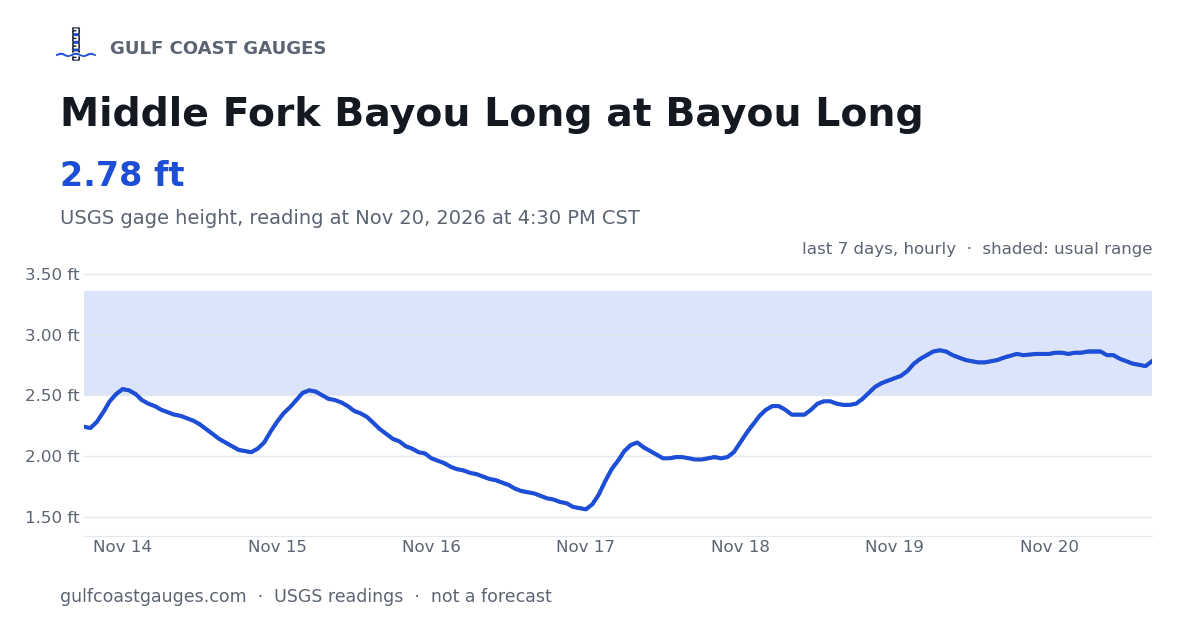 GULF COAST GAUGES
Middle Fork Bayou Long at Bayou Long
2.78 ft
USGS gage height, reading at Nov 20, 2026 at 4:30 PM CST
last 7 days, hourly · shaded: usual range
3.50 ft
3.00 ft
2.50 ft
2.00 ft
1.50 ft
Nov 14 Nov 15 Nov 16 Nov 17 Nov 18 Nov 19 Nov 20
gulfcoastgauges.com · USGS readings · not a forecast